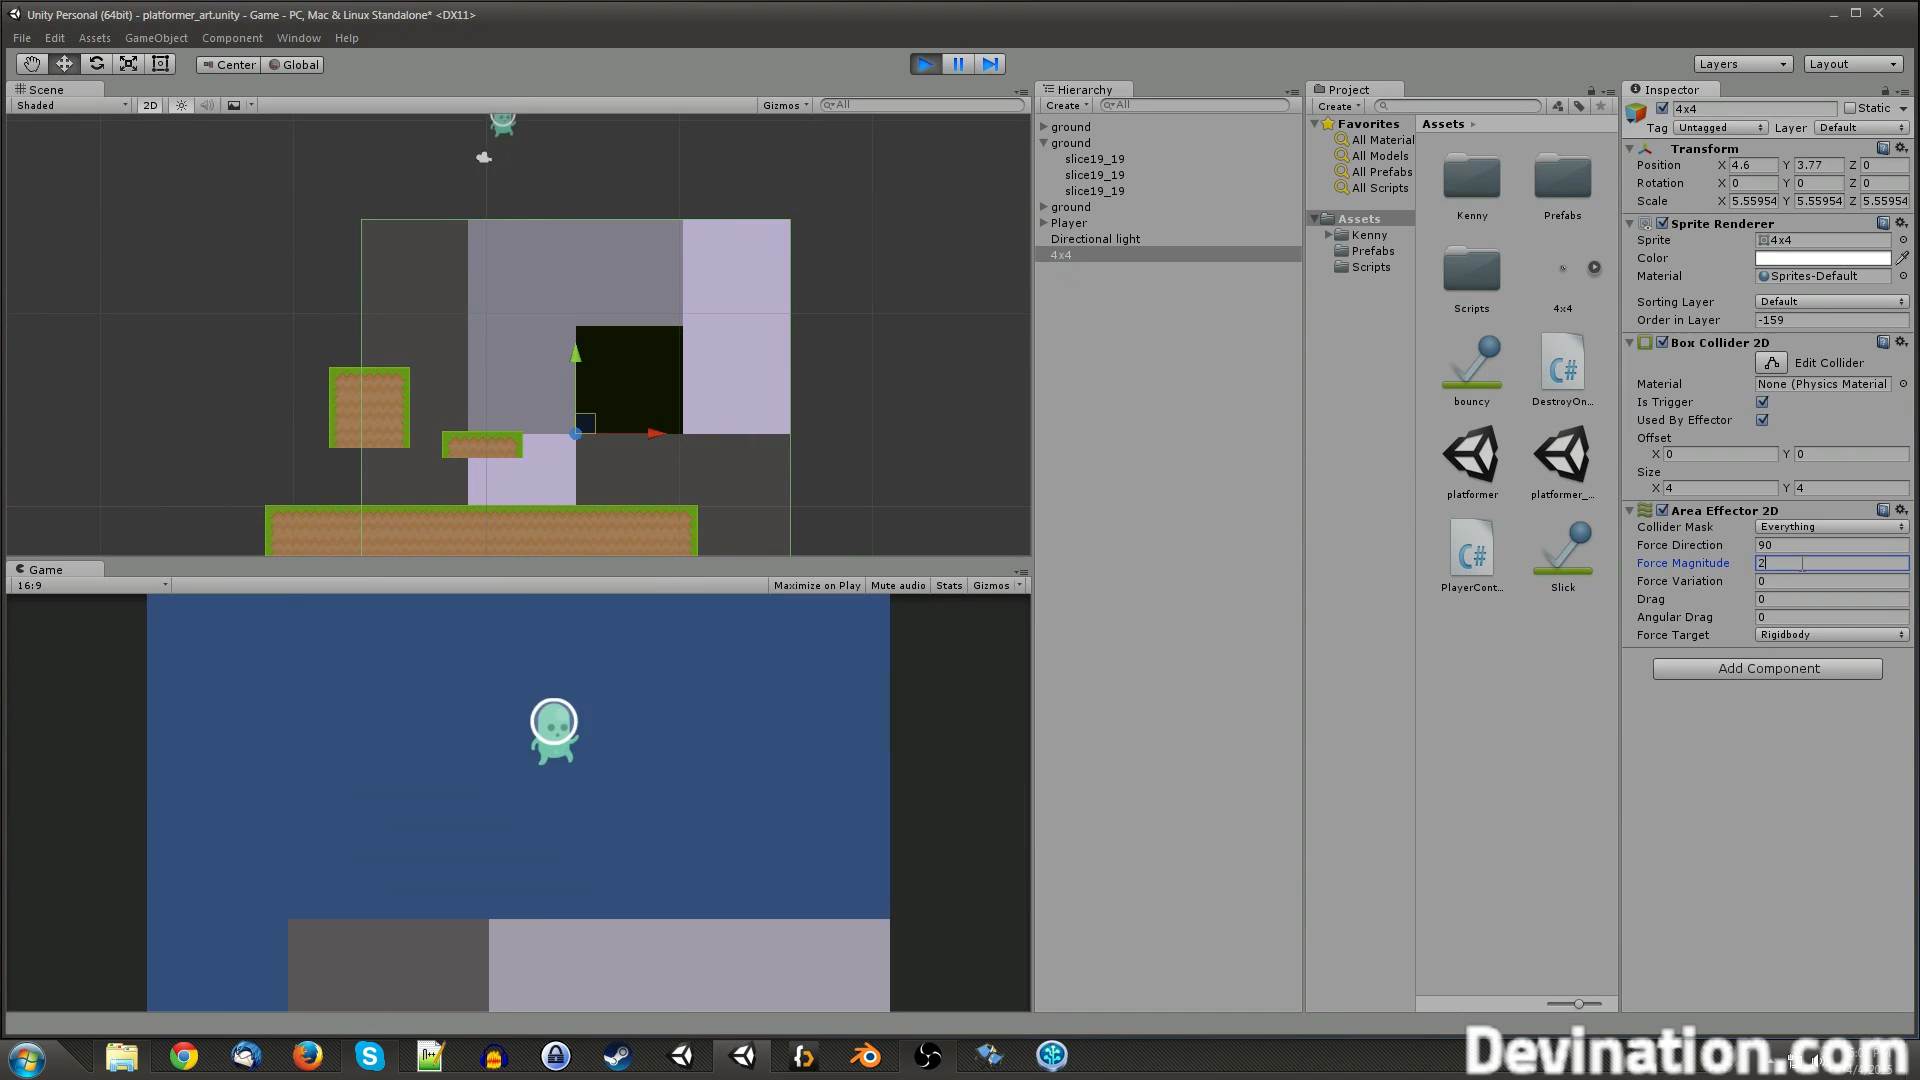 Unity Personal (64bit) - platformer_art.unity - Game - PC, Mac & Linux Standalone* <DX11>
File Edit Assets GameObject Component Window Help
Center Global Layers Layout
Scene
Shaded 2D Gizmos All
Hierarchy
Create All
ground
ground
slice19_19
slice19_19
slice19_19
ground
Player
Directional light
4x4
Project
Create
Favorites
All Material
All Models
All Prefabs
All Scripts
Assets
Kenny
Prefabs
Scripts
Assets
Kenny Prefabs
Scripts 4x4
C#
bouncy DestroyOn...
platformer platformer_...
C#
PlayerCont... Slick
Inspector
4x4 Static
Tag Untagged Layer Default
Transform
Position X 4.6 Y 3.77 Z 0
Rotation X 0 Y 0 Z 0
Scale X 5.55954 Y 5.55954 Z 5.55954
Sprite Renderer
Sprite 4x4
Color
Material Sprites-Default
Sorting Layer Default
Order in Layer -159
Box Collider 2D
Edit Collider
Material None (Physics Material
Is Trigger
Used By Effector
Offset
X 0 Y 0
Size
X 4 Y 4
Area Effector 2D
Collider Mask Everything
Force Direction 90
Force Magnitude 2
Force Variation 0
Drag 0
Angular Drag 0
Force Target Rigidbody
Add Component
Game
16:9 Maximize on Play Mute audio Stats Gizmos
Devination.com